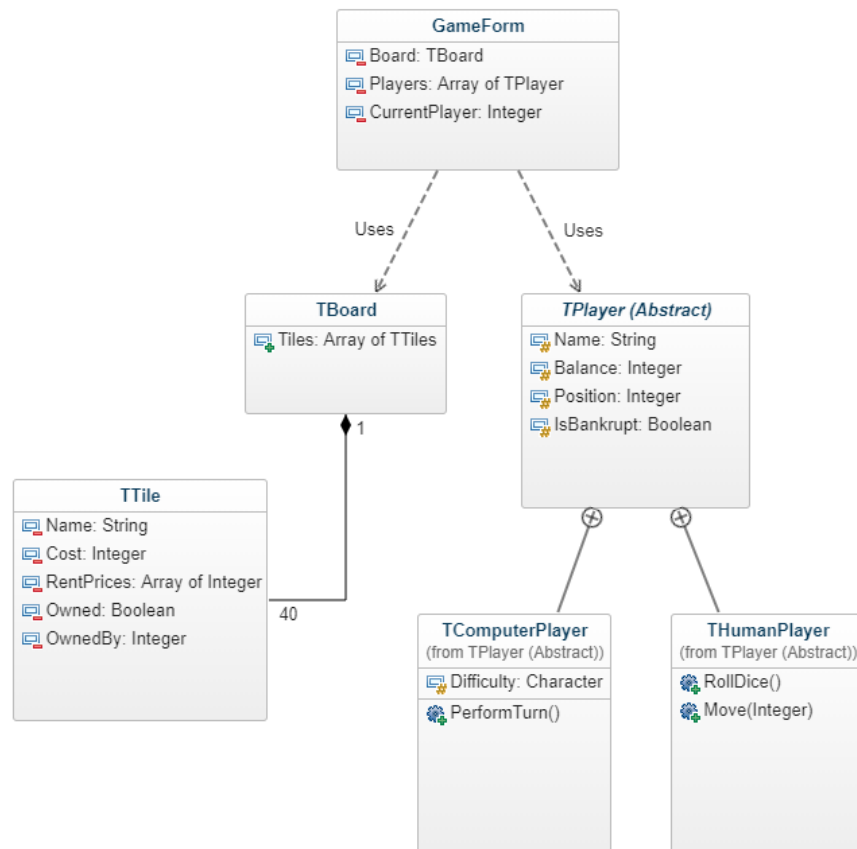 GameForm
Board: TBoard
Players: Array of TPlayer
CurrentPlayer: Integer
Uses
Uses
TBoard
Tiles: Array of TTiles
TPlayer (Abstract)
Name: String
Balance: Integer
Position: Integer
IsBankrupt: Boolean
1
TTile
Name: String
Cost: Integer
RentPrices: Array of Integer
Owned: Boolean
OwnedBy: Integer
40
TComputerPlayer
(from TPlayer (Abstract))
Difficulty: Character
PerformTurn()
THumanPlayer
(from TPlayer (Abstract))
RollDice()
Move(Integer)